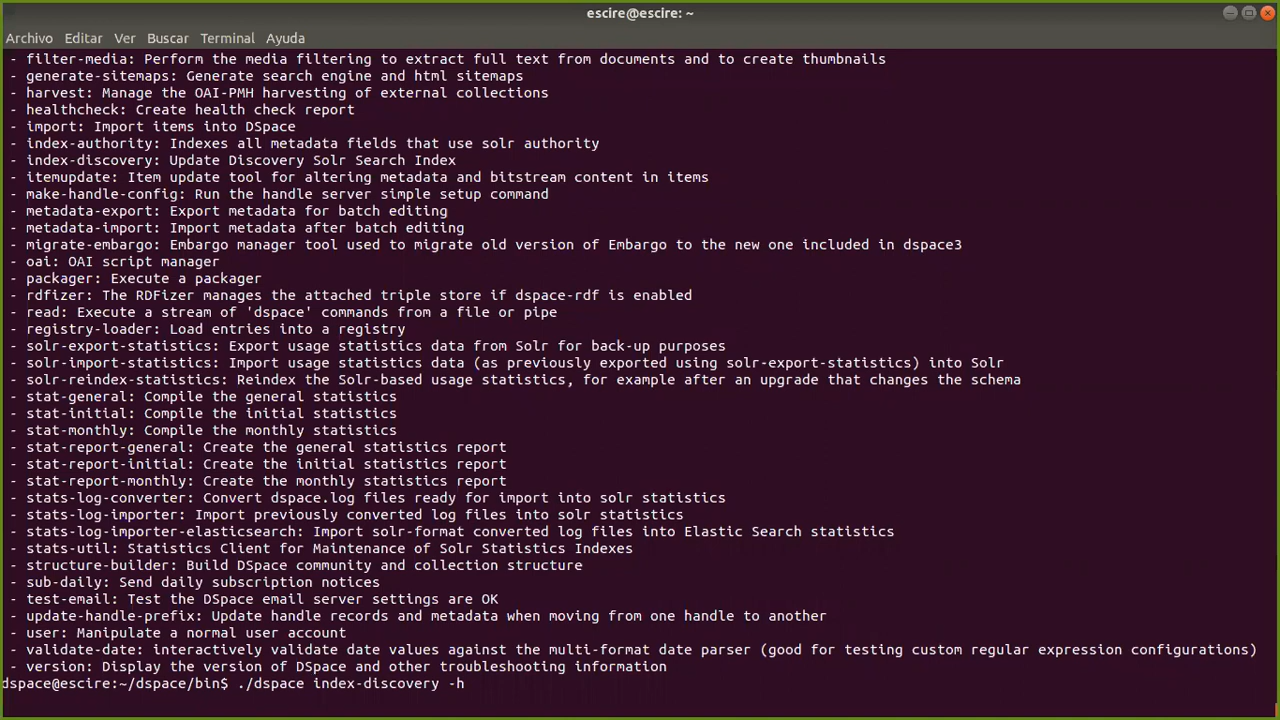 escire@escire: ~
Archivo Editar Ver Buscar Terminal Ayuda
- filter-media: Perform the media filtering to extract full text from documents and to create thumbnails
- generate-sitemaps: Generate search engine and html sitemaps
- harvest: Manage the OAI-PMH harvesting of external collections
- healthcheck: Create health check report
- import: Import items into DSpace
- index-authority: Indexes all metadata fields that use solr authority
- index-discovery: Update Discovery Solr Search Index
- itemupdate: Item update tool for altering metadata and bitstream content in items
- make-handle-config: Run the handle server simple setup command
- metadata-export: Export metadata for batch editing
- metadata-import: Import metadata after batch editing
- migrate-embargo: Embargo manager tool used to migrate old version of Embargo to the new one included in dspace3
- oai: OAI script manager
- packager: Execute a packager
- rdfizer: The RDFizer manages the attached triple store if dspace-rdf is enabled
- read: Execute a stream of 'dspace' commands from a file or pipe
- registry-loader: Load entries into a registry
- solr-export-statistics: Export usage statistics data from Solr for back-up purposes
- solr-import-statistics: Import usage statistics data (as previously exported using solr-export-statistics) into Solr
- solr-reindex-statistics: Reindex the Solr-based usage statistics, for example after an upgrade that changes the schema
- stat-general: Compile the general statistics
- stat-initial: Compile the initial statistics
- stat-monthly: Compile the monthly statistics
- stat-report-general: Create the general statistics report
- stat-report-initial: Create the initial statistics report
- stat-report-monthly: Create the monthly statistics report
- stats-log-converter: Convert dspace.log files ready for import into solr statistics
- stats-log-importer: Import previously converted log files into solr statistics
- stats-log-importer-elasticsearch: Import solr-format converted log files into Elastic Search statistics
- stats-util: Statistics Client for Maintenance of Solr Statistics Indexes
- structure-builder: Build DSpace community and collection structure
- sub-daily: Send daily subscription notices
- test-email: Test the DSpace email server settings are OK
- update-handle-prefix: Update handle records and metadata when moving from one handle to another
- user: Manipulate a normal user account
- validate-date: interactively validate date values against the multi-format date parser (good for testing custom regular expression configurations)
- version: Display the version of DSpace and other troubleshooting information
dspace@escire:~/dspace/bin$ ./dspace index-discovery -h